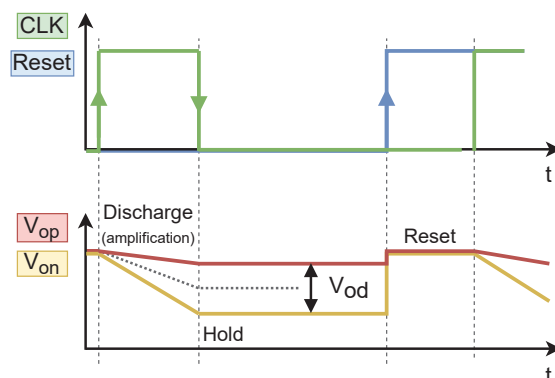 CLK
Reset
t
Discharge
(amplification)
Vop
Von
Reset
Vod
Hold
t